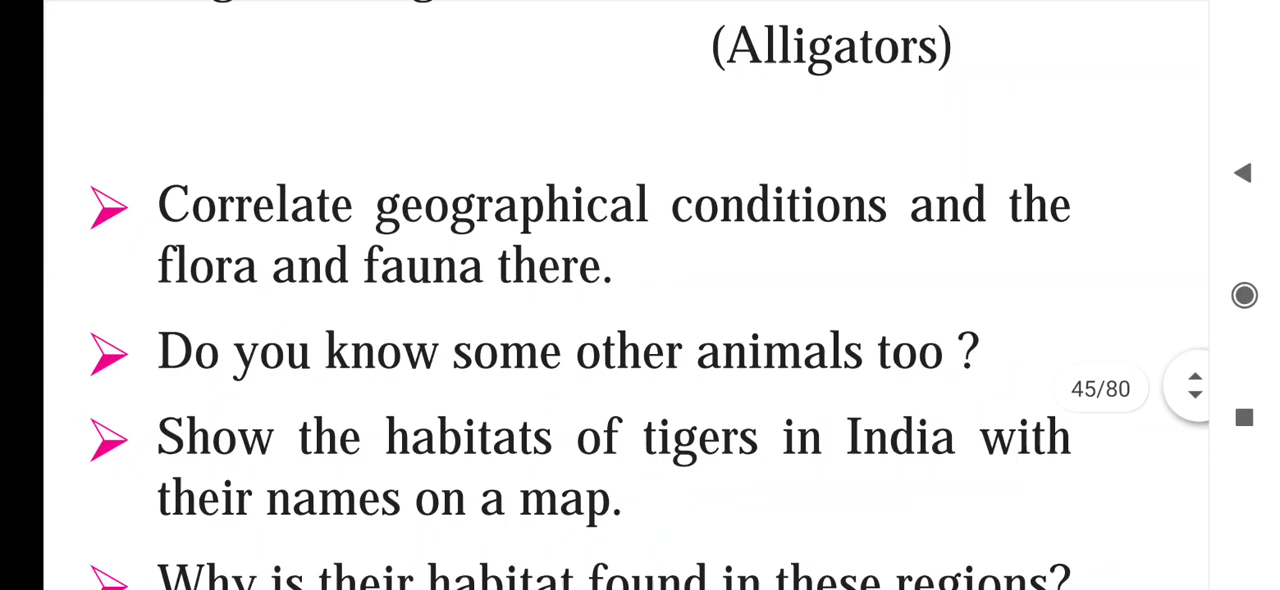 (Alligators)
Correlate geographical conditions and the
flora and fauna there.
Do you know some other animals too ?
Show the habitats of tigers in India with
their names on a map.
Why is their habitat found in these regions?
45/80